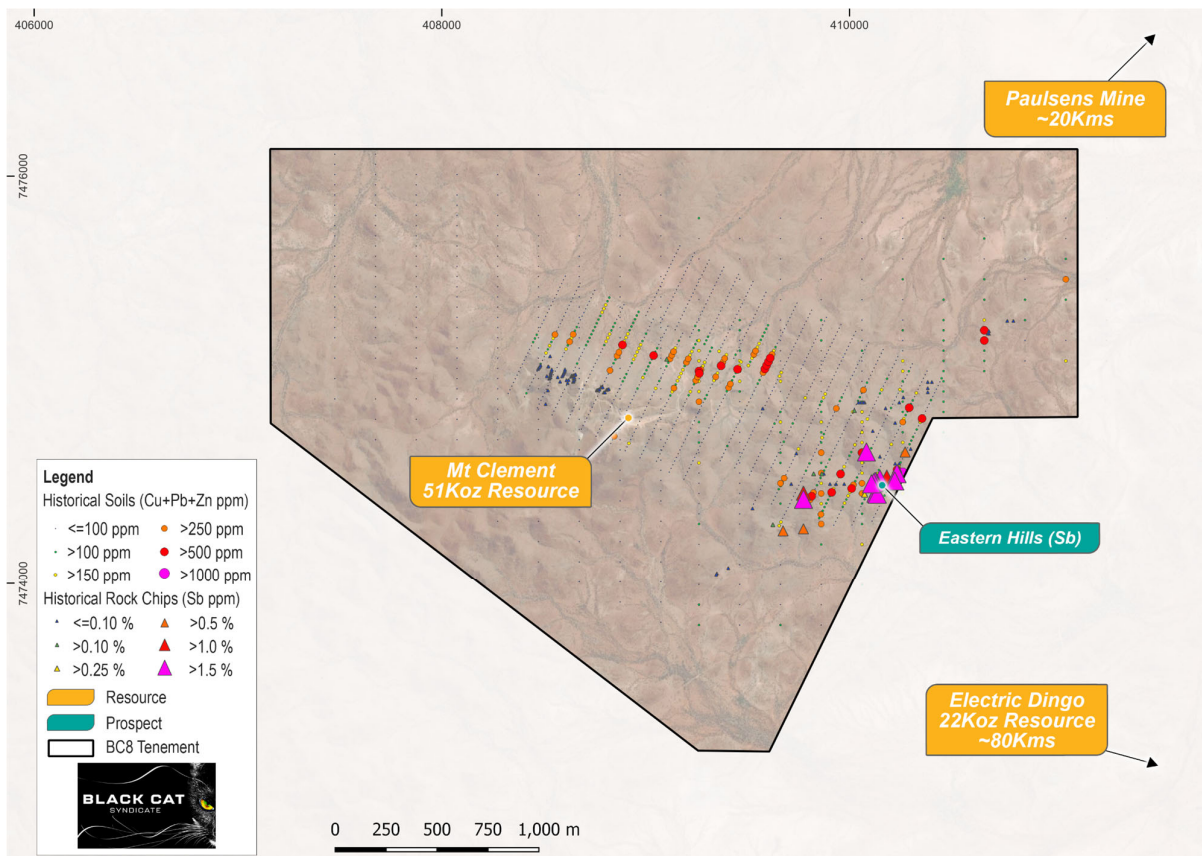 406000
408000
410000
7476000
7474000
Paulsens Mine
~20Kms
Mt Clement
51Koz Resource
Eastern Hills (Sb)
Electric Dingo
22Koz Resource
~80Kms
Legend
Historical Soils (Cu+Pb+Zn ppm)
<=100 ppm
>250 ppm
>100 ppm
>500 ppm
>150 ppm
>1000 ppm
Historical Rock Chips (Sb ppm)
<=0.10 %
>0.5 %
>0.10 %
>1.0 %
>0.25 %
>1.5 %
Resource
Prospect
BC8 Tenement
BLACK CAT
SYNDICATE
0 250 500 750 1,000 m